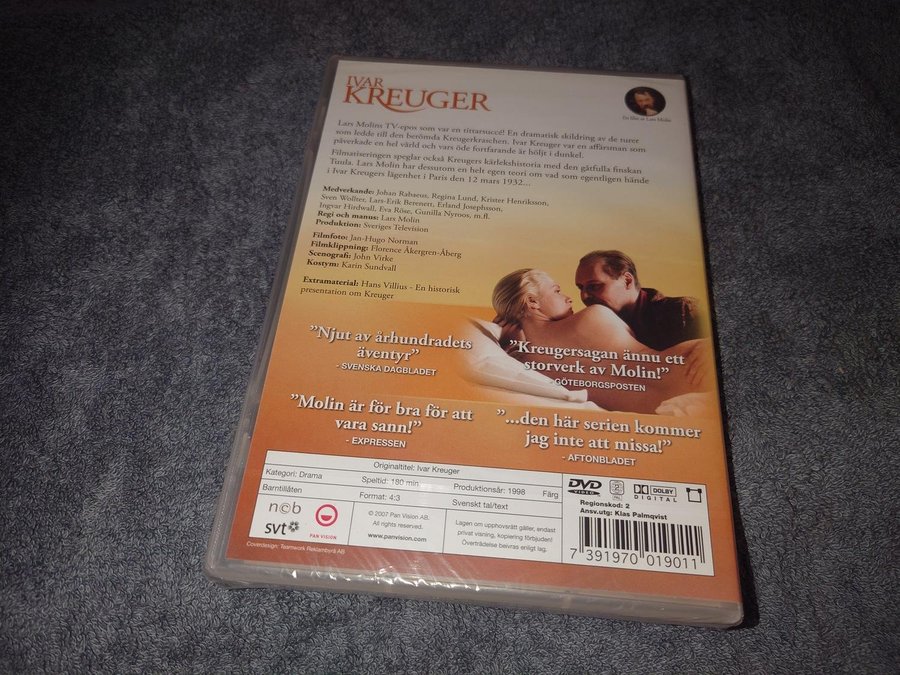 IVAR
KREUGER
En film av Lars Molin
Lars Molins TV-epos som var en tittarsuccé! En dramatisk skildring av de turer
som ledde till den berömda Kreugerkraschen. Ivar Kreuger var en affärsman som
påverkade en hel värld och vars öde fortfarande är höljt i dunkel.
Filmatiseringen speglar också Kreugers kärlekshistoria med den gåtfulla finskan
Tuula. Lars Molin har dessutom en helt egen teori om vad som egentligen hände
i Ivar Kreugers lägenhet i Paris den 12 mars 1932...
Medverkande: Johan Rabaeus, Regina Lund, Krister Henriksson,
Sven Wollter, Lars-Erik Berenett, Erland Josephsson,
Ingvar Hirdwall, Eva Röse, Gunilla Nyroos, m.fl.
Regi och manus: Lars Molin
Produktion: Sveriges Television
Filmfoto: Jan-Hugo Norman
Filmklippning: Florence Åkergren-Åberg
Scenografi: John Virke
Kostym: Karin Sundvall
Extramaterial: Hans Villius - En historisk
presentation om Kreuger
"Njut av århundradets
äventyr"
- SVENSKA DAGBLADET
"Kreugersagan ännu ett
storverk av Molin!"
- GÖTEBORGSPOSTEN
"Molin är för bra för att
vara sann!"
- EXPRESSEN
"...den här serien kommer
jag inte att missa!"
- AFTONBLADET
Originaltitel: Ivar Kreuger
Kategori: Drama Speltid: 180 min Produktionsår: 1998 Färg
Barntillåten Format: 4:3 Svenskt tal/text
ncb
svt
PAN VISION
© 2007 Pan Vision AB.
All rights reserved.
www.panvision.com
Lagen om upphovsrätt gäller, endast
privat visning, kopiering förbjuden!
Överträdelse beivras enligt lag.
DVD
VIDEO
2
DOLBY
DIGITAL
Regionskod: 2
Ansv.utg: Klas Palmqvist
7 391970 019011
Coverdesign: Teamwork Reklambyrå AB